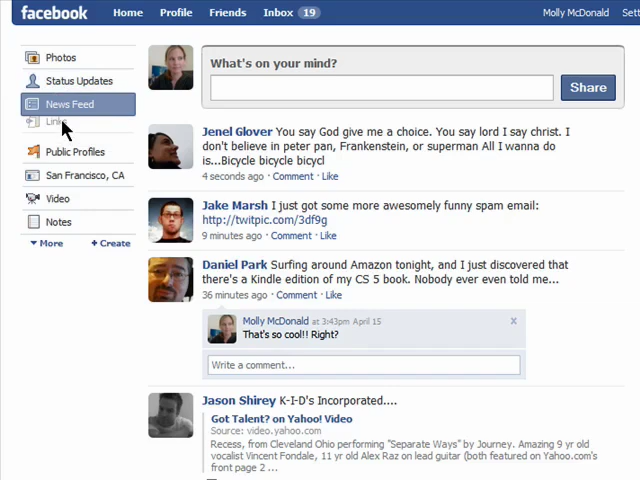 facebook Home Profile Friends Inbox 19 Molly McDonald Sett
Photos
Status Updates
News Feed
Links
Public Profiles
San Francisco, CA
Video
Notes
More Create
What's on your mind?
Share
Jenel Glover You say God give me a choice. You say lord I say christ. I
don't believe in peter pan, Frankenstein, or superman All I wanna do
is...Bicycle bicycle bicycl
4 seconds ago · Comment · Like
Jake Marsh I just got some more awesomely funny spam email:
http://twitpic.com/3df9g
9 minutes ago · Comment · Like
Daniel Park Surfing around Amazon tonight, and I just discovered that
there's a Kindle edition of my CS 5 book. Nobody ever even told me...
36 minutes ago · Comment · Like
Molly McDonald at 3:43pm April 15 x
That's so cool!! Right?
Write a comment...
Jason Shirey K-I-D's Incorporated....
Got Talent? on Yahoo! Video
Source: video.yahoo.com
Recess, from Cleveland Ohio performing "Separate Ways" by Journey. Amazing 9 yr old
vocalist Vincent Fondale, 11 yr old Alex Raz on lead guitar (both featured on Yahoo.com's
front page 2 ...